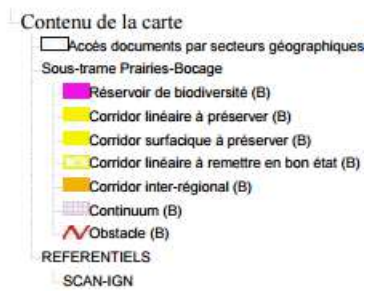 Contenu de la carte
Accès documents par secteurs géographiques
Sous-trame Prairies-Bocage
Réservoir de biodiversité (B)
Corridor linéaire à préserver (B)
Corridor surfacique à préserver (B)
Corridor linéaire à remettre en bon état (B)
Corridor inter-régional (B)
Continuum (B)
Obstacle (B)
REFERENTIELS
SCAN-IGN